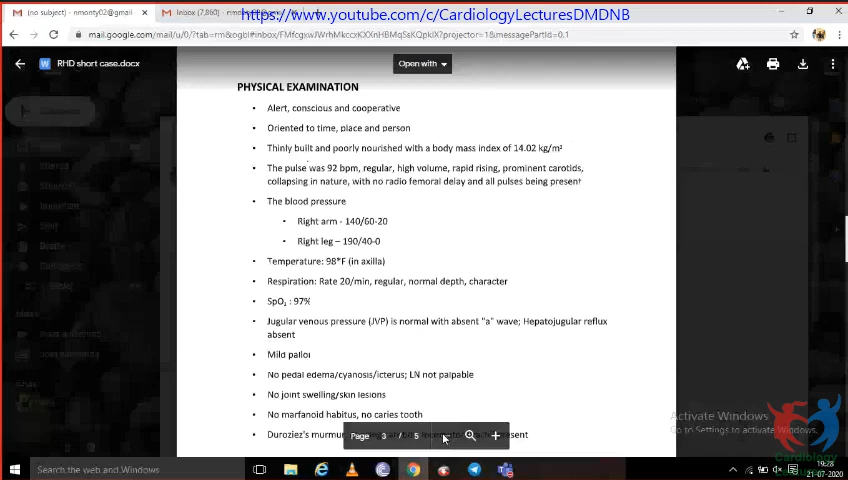 (no subject) - nmonty02@gmail
https://www.youtube.com/c/CardiologyLecturesDMDNB
RHD short case.docx
Open with
PHYSICAL EXAMINATION
Alert, conscious and cooperative
Oriented to time, place and person
Thinly built and poorly nourished with a body mass index of 14.02 kg/m²
The pulse was 92 bpm, regular, high volume, rapid rising, prominent carotids,
collapsing in nature, with no radio femoral delay and all pulses being present
The blood pressure
Right arm - 140/60-20
Right leg – 190/40-0
Temperature: 98*F (in axilla)
Respiration: Rate 20/min, regular, normal depth, character
SpO₂ : 97%
Jugular venous pressure (JVP) is normal with absent "a" wave; Hepatojugular reflux
absent
Mild pallor
No pedal edema/cyanosis/icterus; LN not palpable
No joint swelling/skin lesions
No marfanoid habitus, no caries tooth
Duroziez's murmur
Page 3 / 5
Activate Windows
Go to Settings to activate Windows.
Cardiology
Lectures
Search the web and Windows
19:28
21-07-2020